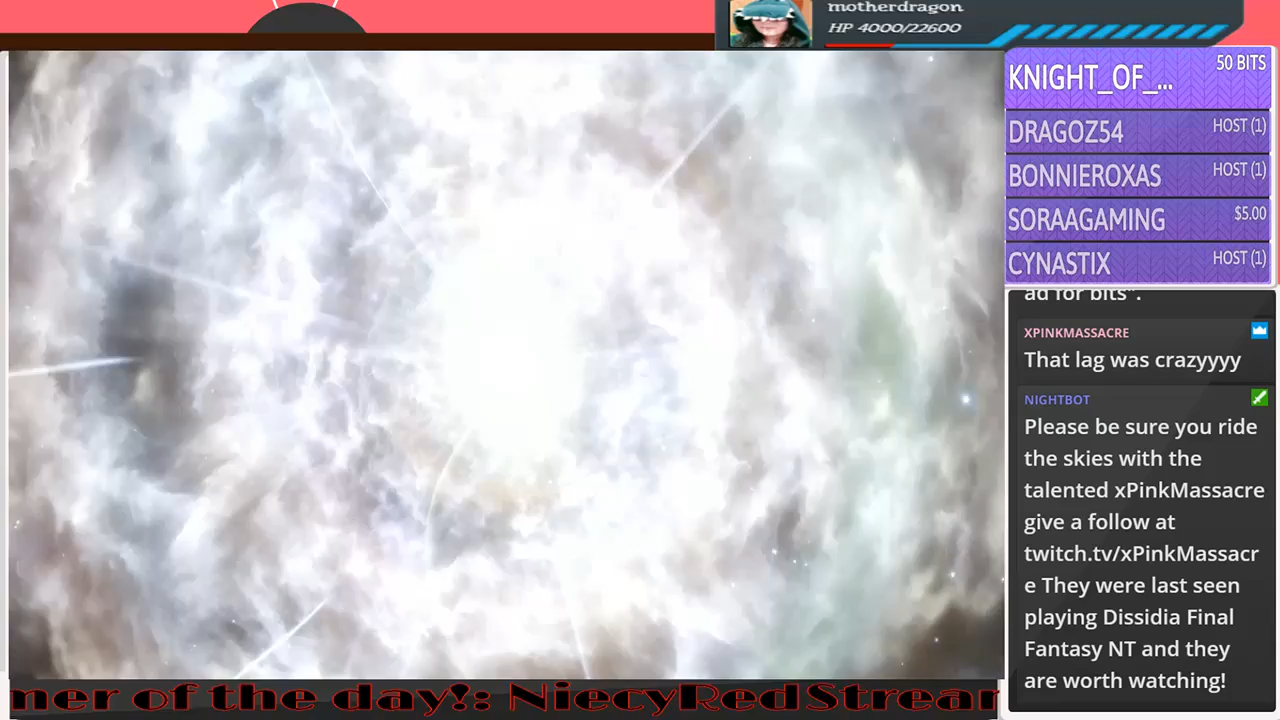 motherdragon
HP 4000/22600
KNIGHT_OF_... 50 BITS
DRAGOZ54 HOST (1)
BONNIEROXAS HOST (1)
SORAAGAMING $5.00
CYNASTIX HOST (1)
ad for bits".
XPINKMASSACRE
That lag was crazyyyy
NIGHTBOT
Please be sure you ride
the skies with the
talented xPinkMassacre
give a follow at
twitch.tv/xPinkMassacr
e They were last seen
playing Dissidia Final
Fantasy NT and they
are worth watching!
mer of the day!: NiecyRedStrear